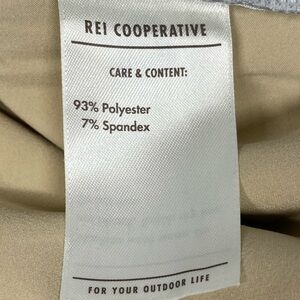 REI COOPERATIVE
CARE & CONTENT:
93% Polyester
7% Spandex
FOR YOUR OUTDOOR LIFE